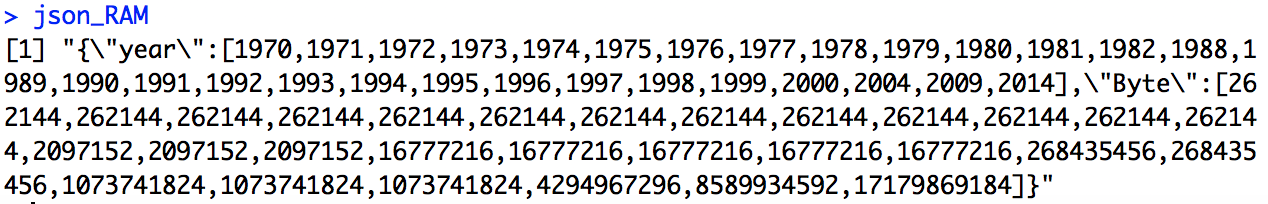 > json_RAM
[1] "{\"year\":[1970,1971,1972,1973,1974,1975,1976,1977,1978,1979,1980,1981,1982,1988,1
989,1990,1991,1992,1993,1994,1995,1996,1997,1998,1999,2000,2004,2009,2014],\"Byte\":[26
2144,262144,262144,262144,262144,262144,262144,262144,262144,262144,262144,262144,26214
4,2097152,2097152,2097152,16777216,16777216,16777216,16777216,16777216,268435456,268435
456,1073741824,1073741824,1073741824,4294967296,8589934592,17179869184]}"